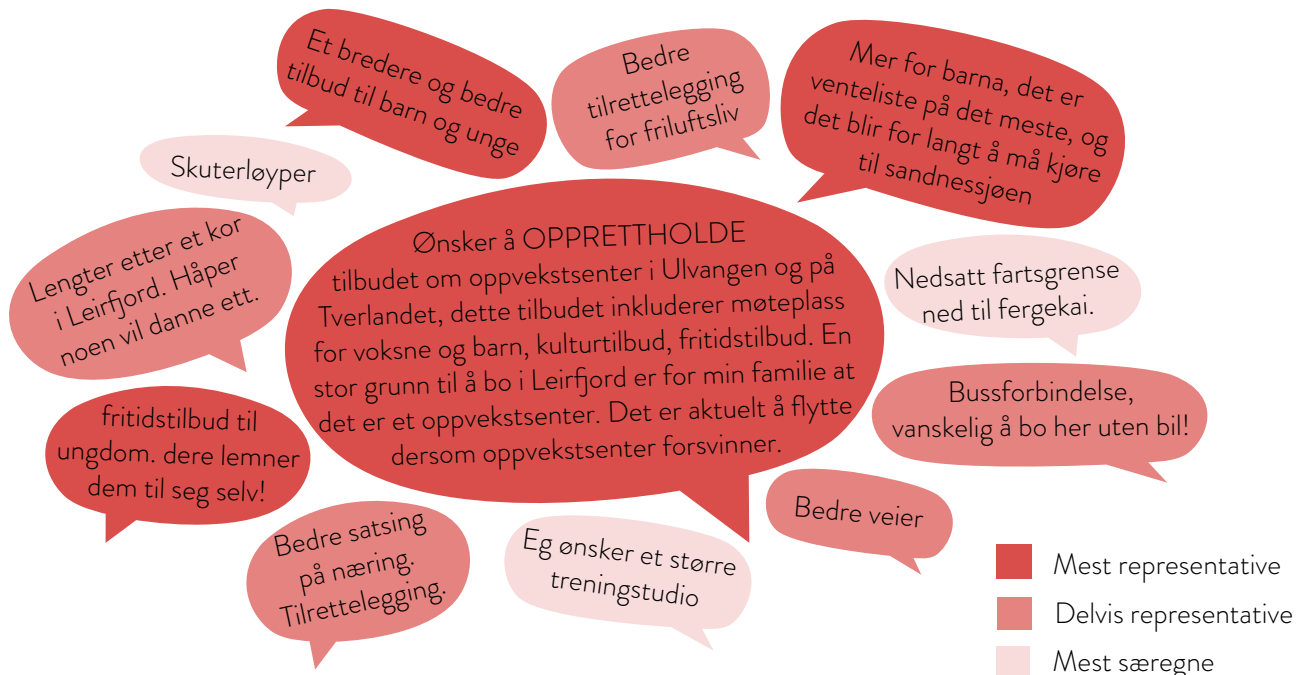 Et bredere og bedre
tilbud til barn og unge
Bedre
tilrettelegging
for friluftsliv
Mer for barna, det er
venteliste på det meste, og
det blir for langt å må kjøre
til sandnessjøen
Skuterløyper
Lengter etter et kor
i Leirfjord. Håper
noen vil danne ett.
Ønsker å OPPRETTHOLDE
tilbudet om oppvekstsenter i Ulvangen og på
Tverlandet, dette tilbudet inkluderer møteplass
for voksne og barn, kulturtilbud, fritidstilbud. En
stor grunn til å bo i Leirfjord er for min familie at
det er et oppvekstsenter. Det er aktuelt å flytte
dersom oppvekstsenter forsvinner.
Nedsatt fartsgrense
ned til fergekai.
Bussforbindelse,
vanskelig å bo her uten bil!
fritidstilbud til
ungdom. dere lemner
dem til seg selv!
Bedre satsing
på næring.
Tilrettelegging.
Eg ønsker et større
treningstudio
Bedre veier
Mest representative
Delvis representative
Mest særegne